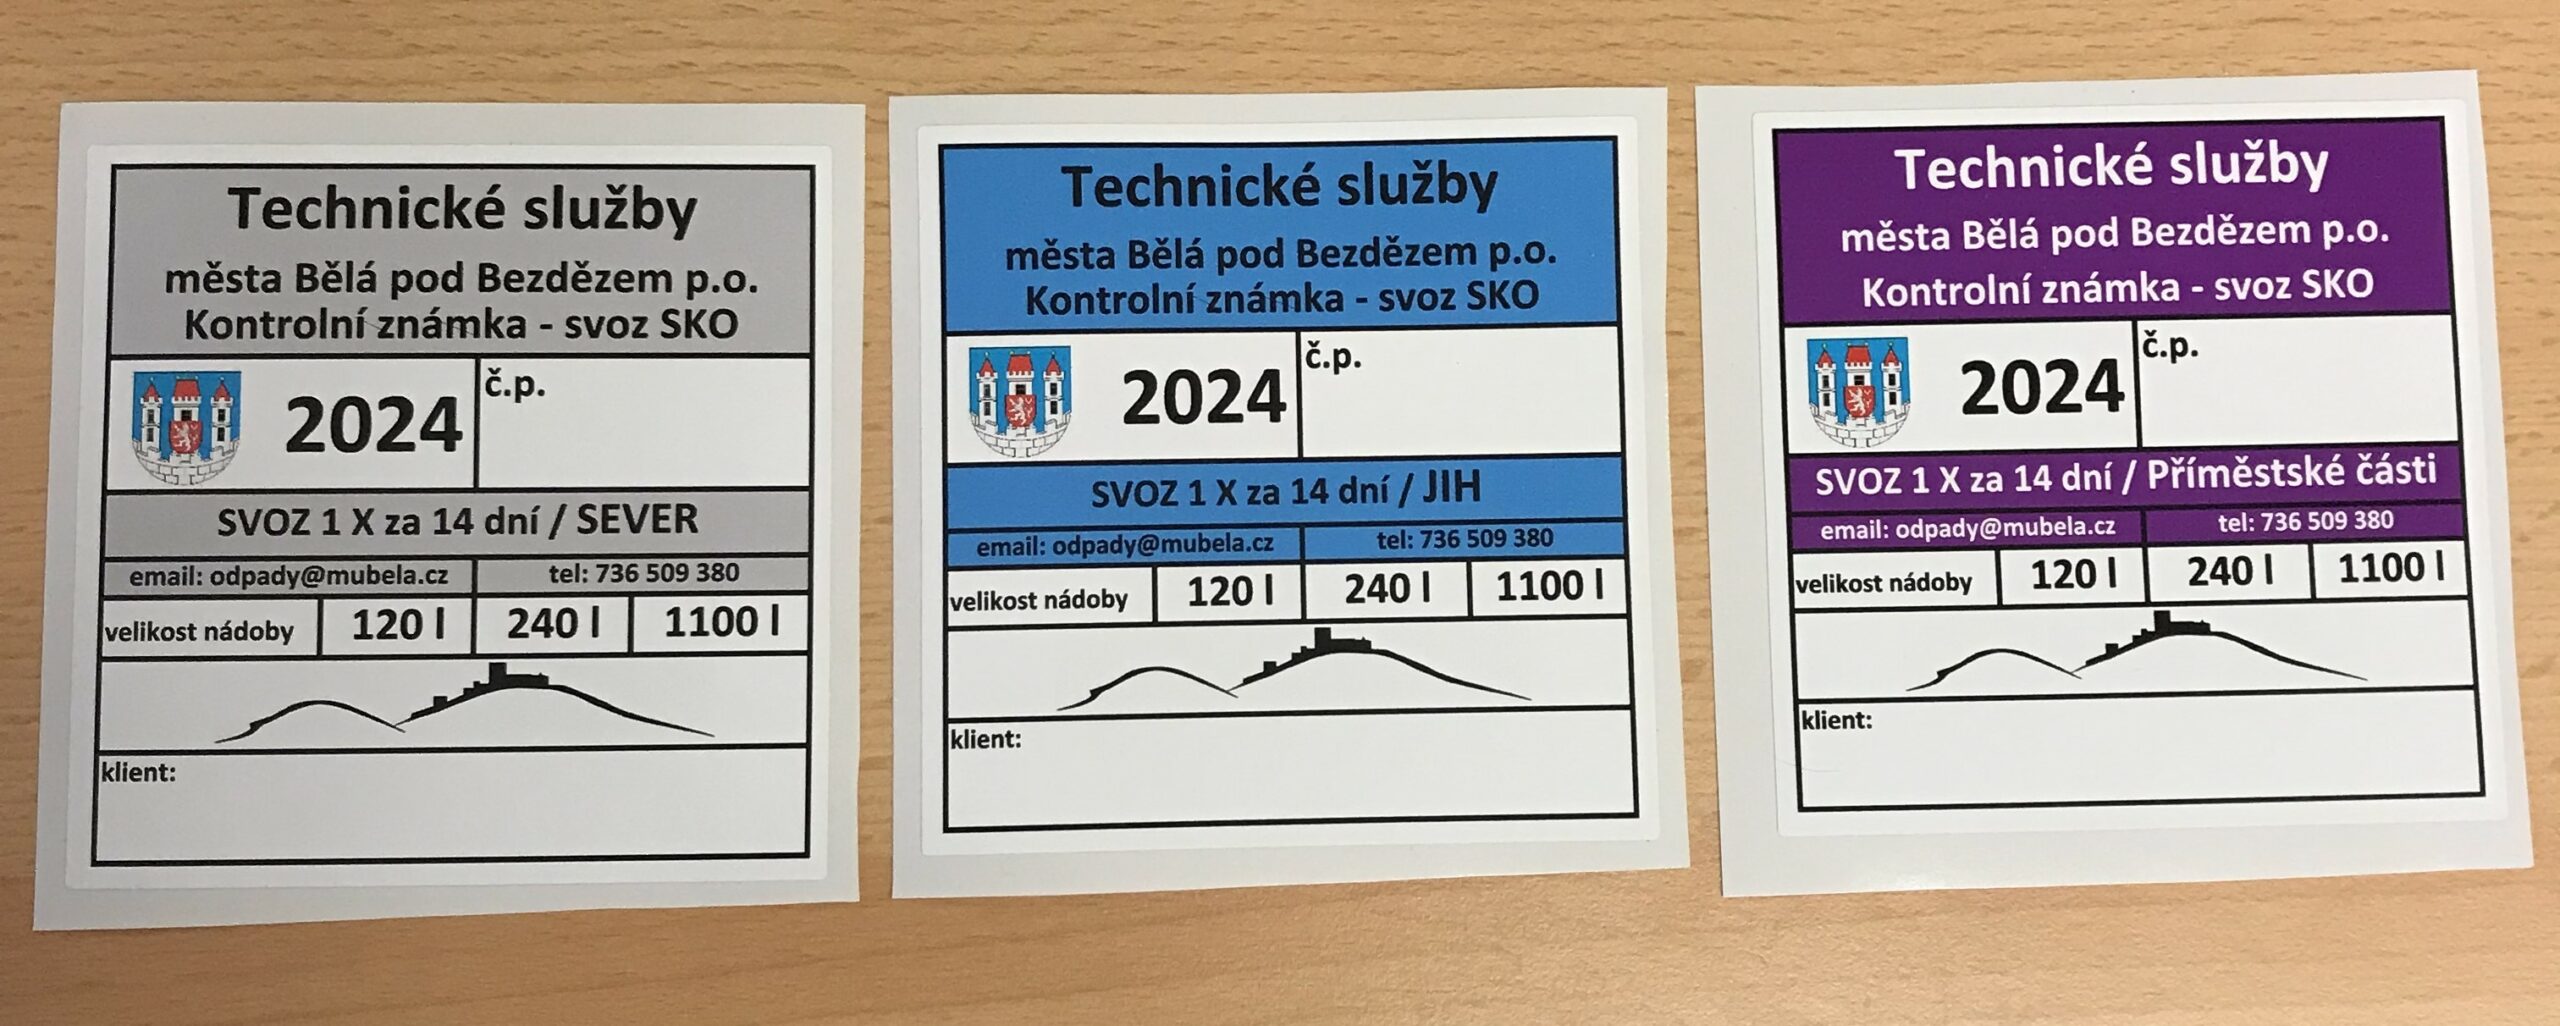 Technické služby
města Bělá pod Bezdězem p.o.
Kontrolní známka - svoz SKO
2024
č.p.
SVOZ 1 X za 14 dní / SEVER
email: odpady@mubela.cz
tel: 736 509 380
velikost nádoby
120 l
240 l
1100 l
klient:
Technické služby
města Bělá pod Bezdězem p.o.
Kontrolní známka - svoz SKO
2024
č.p.
SVOZ 1 X za 14 dní / JIH
email: odpady@mubela.cz
tel: 736 509 380
velikost nádoby
120 l
240 l
1100 l
klient:
Technické služby
města Bělá pod Bezdězem p.o.
Kontrolní známka - svoz SKO
2024
č.p.
SVOZ 1 X za 14 dní / Příměstské části
email: odpady@mubela.cz
tel: 736 509 380
velikost nádoby
120 l
240 l
1100 l
klient: